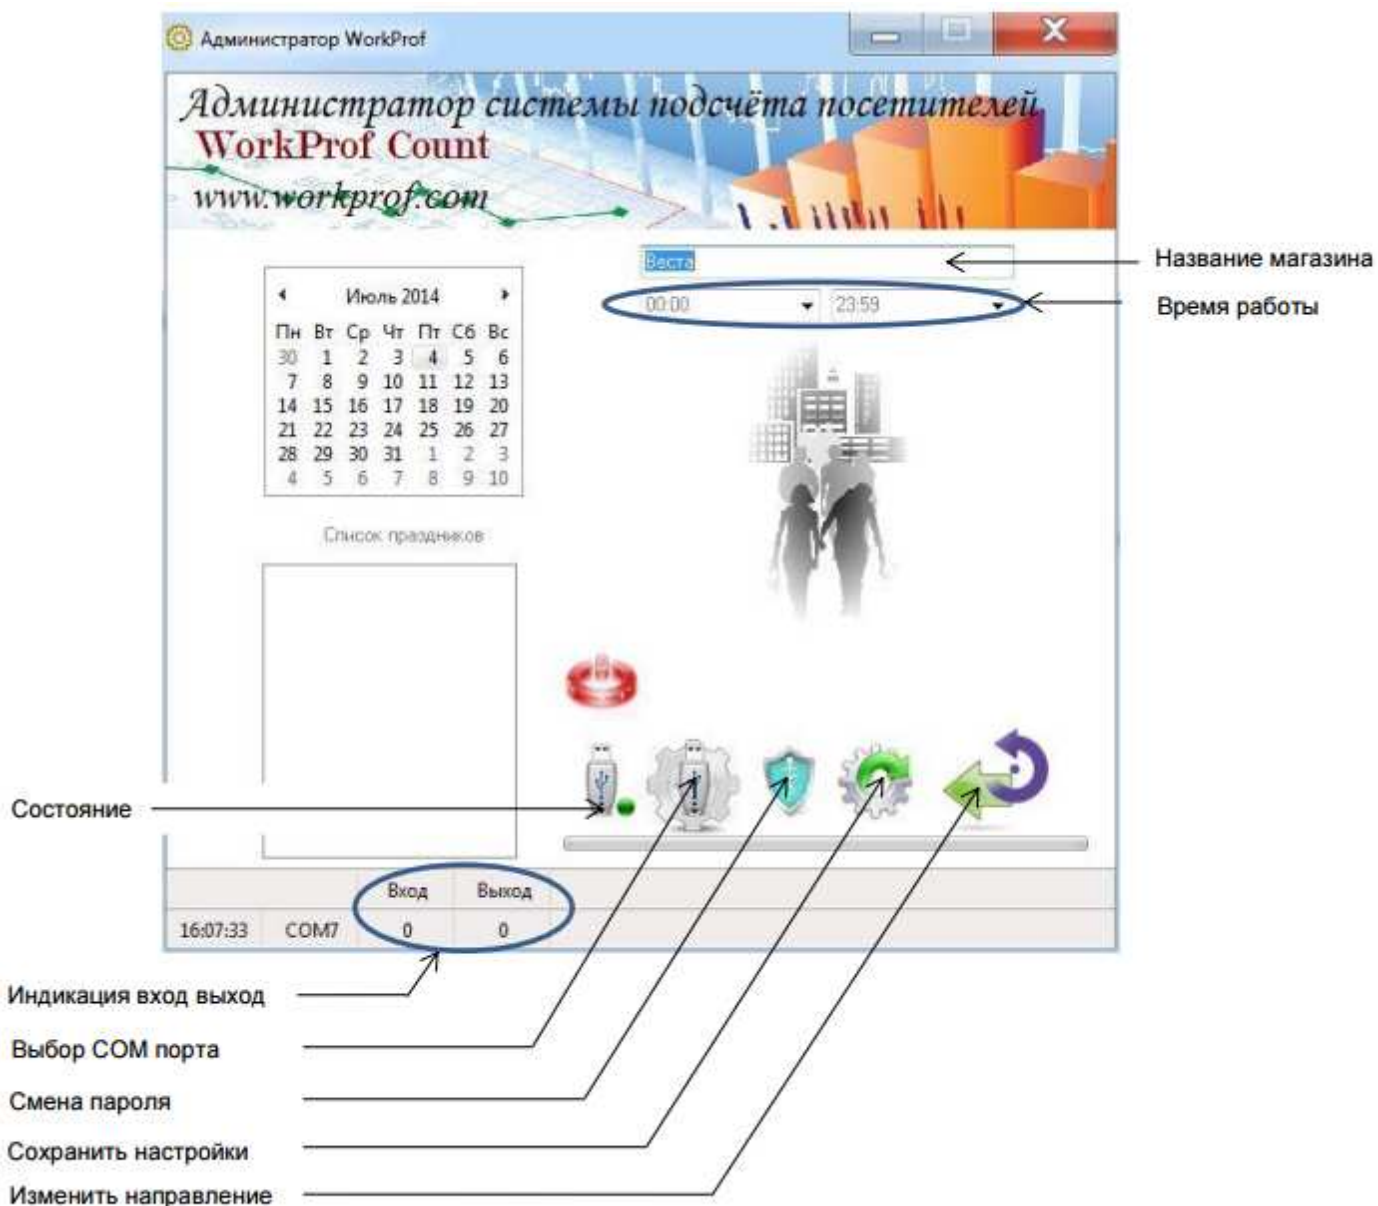 Администратор WorkProf
Администратор системы подсчёта посетителей
WorkProf Count
www.workprof.com
Веста
Название магазина
00:00 23:59
Время работы
Июль 2014
Пн Вт Ср Чт Пт Сб Вс
30 1 2 3 4 5 6
7 8 9 10 11 12 13
14 15 16 17 18 19 20
21 22 23 24 25 26 27
28 29 30 31 1 2 3
4 5 6 7 8 9 10
Список праздников
Состояние
Вход Выход
16:07:33 COM7 0 0
Индикация вход выход
Выбор COM порта
Смена пароля
Сохранить настройки
Изменить направление